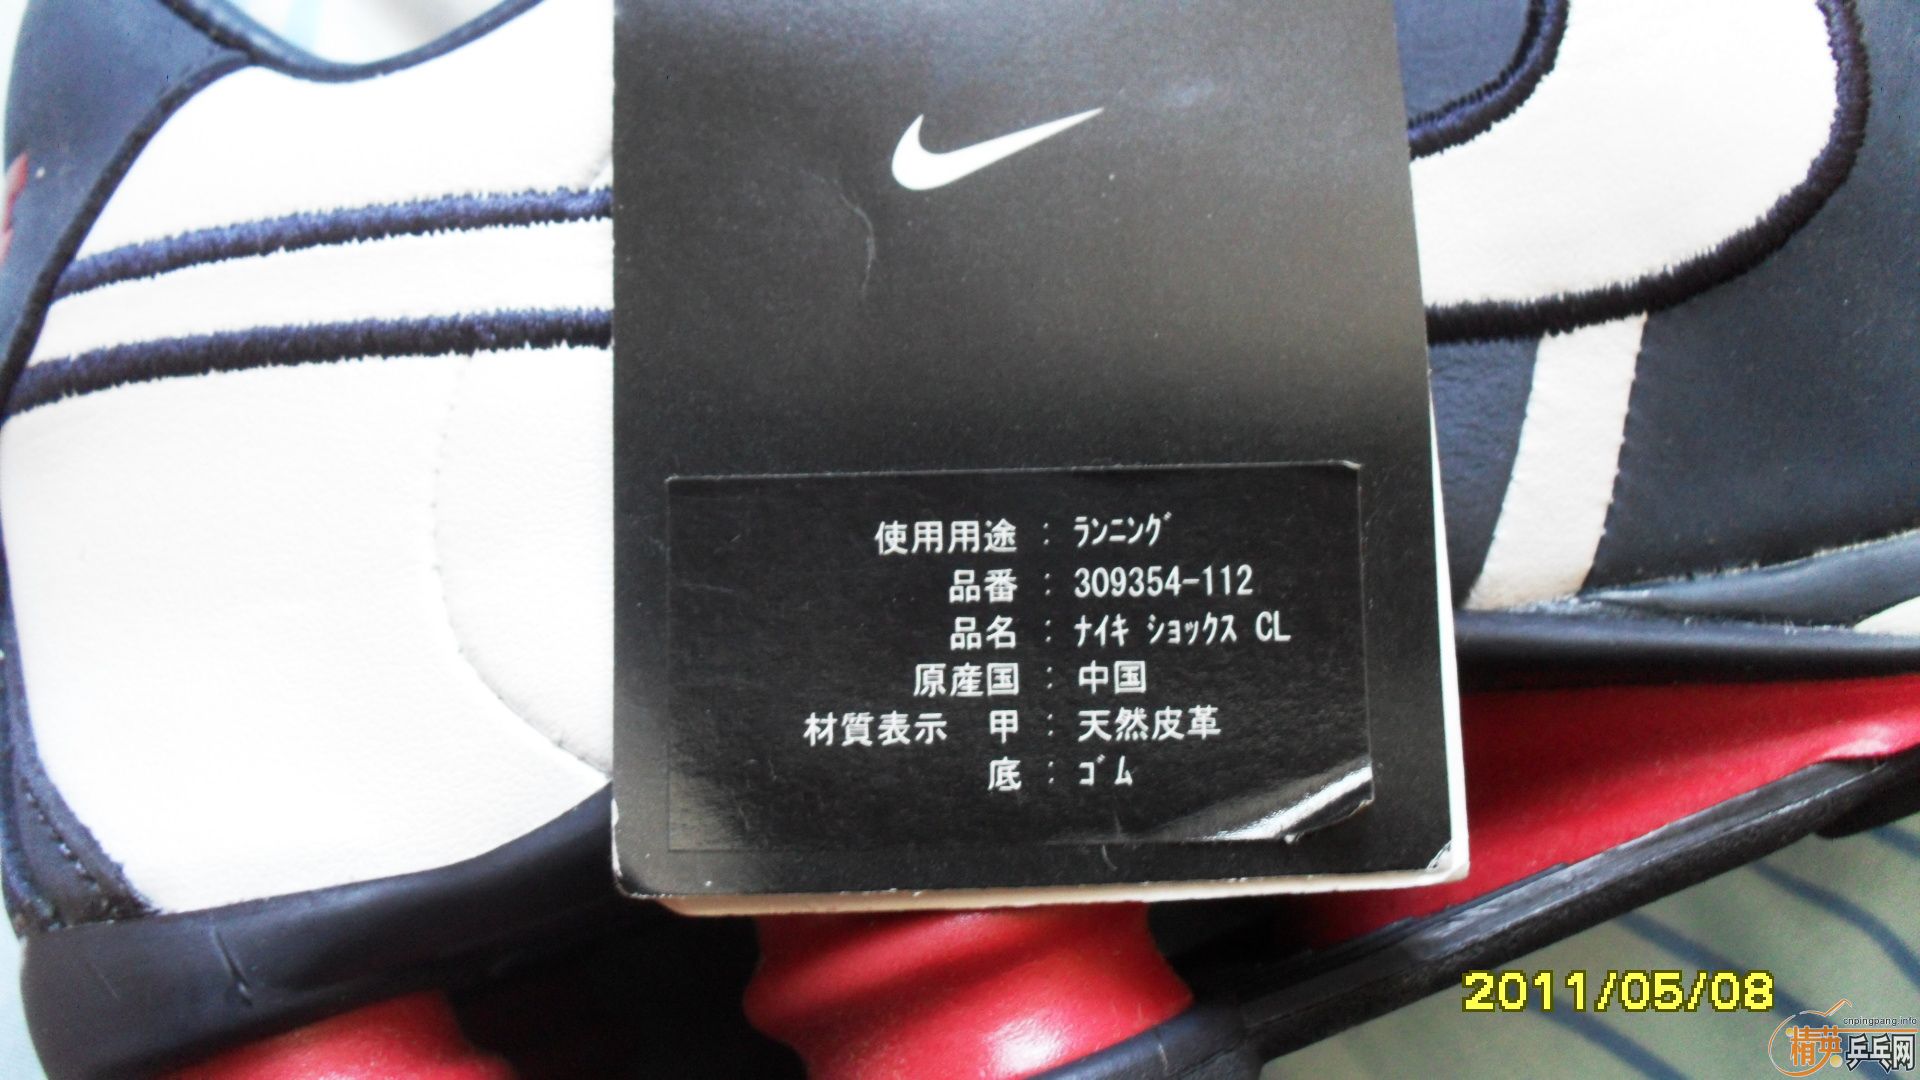 使用用途 : ﾗﾝﾆﾝｸﾞ
品番 : 309354-112
品名 : ﾅｲｷ ｼｮｯｸｽ CL
原産国 : 中国
材質表示　甲 : 天然皮革
底 : ｺﾞﾑ
2011/05/08
cnpingpang.info
精英乒乓网